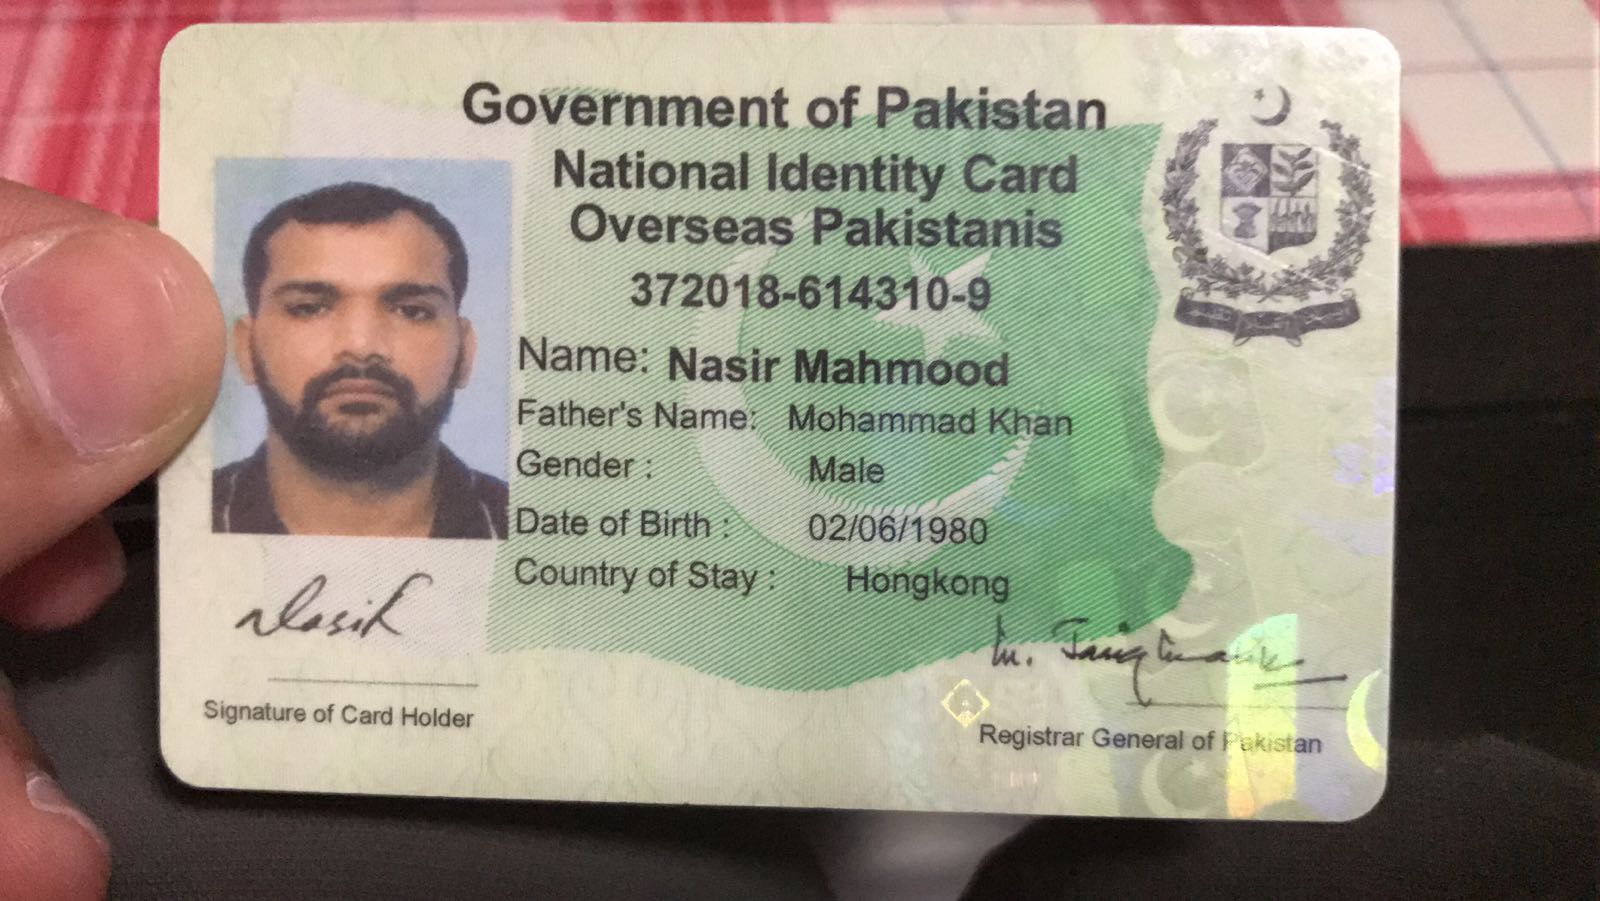 Government of Pakistan
National Identity Card
Overseas Pakistanis
372018-614310-9
Name: Nasir Mahmood
Father's Name: Mohammad Khan
Gender : Male
Date of Birth : 02/06/1980
Country of Stay : Hongkong
Nasir
Signature of Card Holder
Registrar General of Pakistan